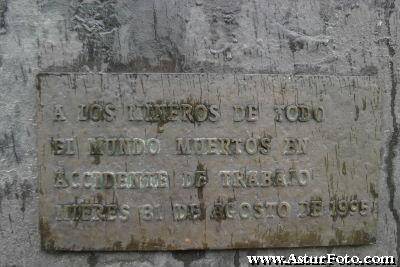 A LOS MINEROS DE TODO
EL MUNDO MUERTOS EN
ACCIDENTE DE TRABAJO
MIERES 31 DE AGOSTO DE 1995
www.AsturFoto.com